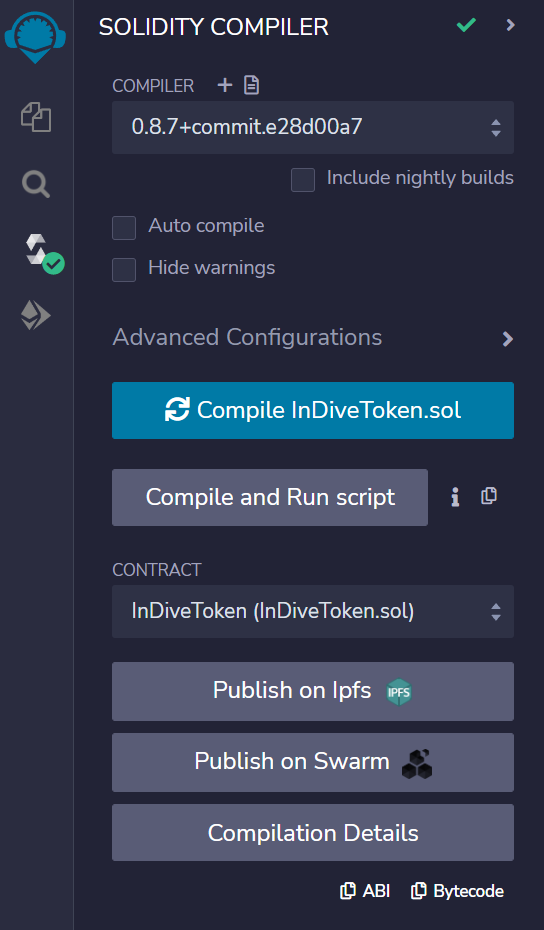 SOLIDITY COMPILER
COMPILER
0.8.7+commit.e28d00a7
Include nightly builds
Auto compile
Hide warnings
Advanced Configurations
Compile InDiveToken.sol
Compile and Run script
CONTRACT
InDiveToken (InDiveToken.sol)
Publish on Ipfs IPFS
Publish on Swarm
Compilation Details
ABI Bytecode